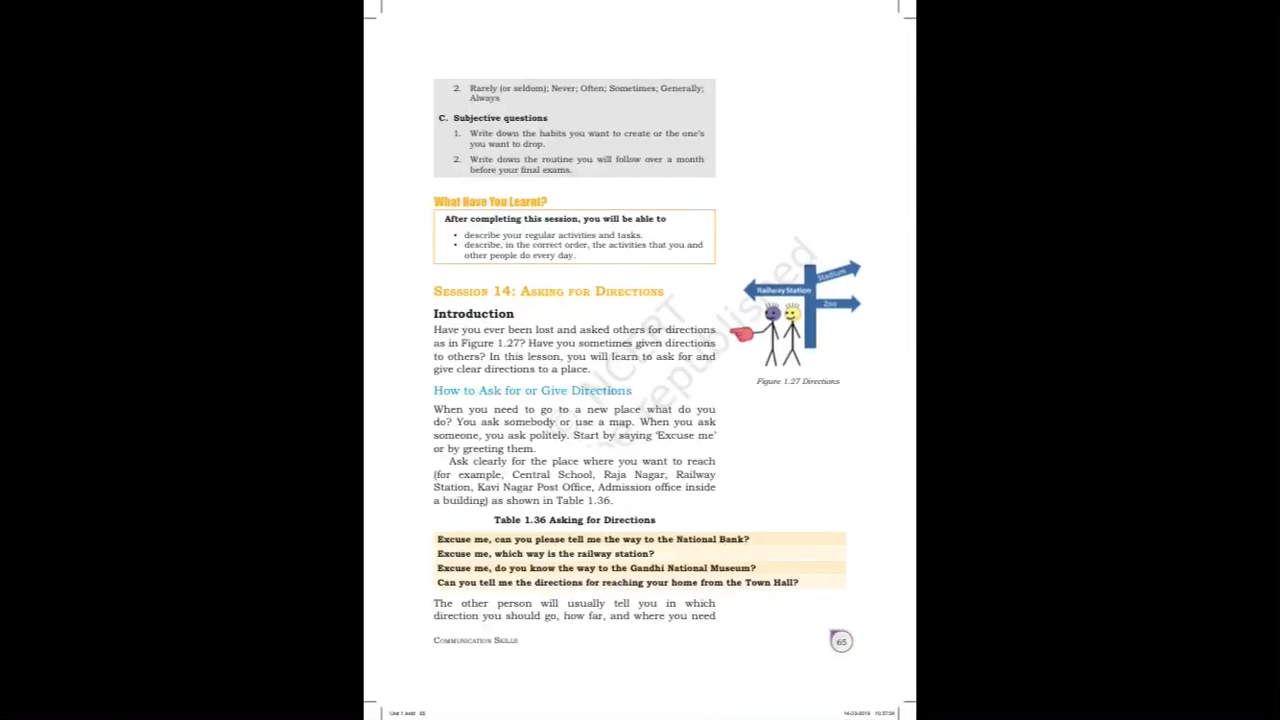 2. Rarely (or seldom); Never; Often; Sometimes; Generally;
Always
C. Subjective questions
1. Write down the habits you want to create or the one's
you want to drop.
2. Write down the routine you will follow over a month
before your final exams.
What Have You Learnt?
After completing this session, you will be able to
• describe your regular activities and tasks.
• describe, in the correct order, the activities that you and
other people do every day.
Sesssion 14: Asking for Directions
Introduction
Have you ever been lost and asked others for directions
as in Figure 1.27? Have you sometimes given directions
to others? In this lesson, you will learn to ask for and
give clear directions to a place.
Stadium
Railway Station
Zoo
Figure 1.27 Directions
How to Ask for or Give Directions
When you need to go to a new place what do you
do? You ask somebody or use a map. When you ask
someone, you ask politely. Start by saying 'Excuse me'
or by greeting them.
Ask clearly for the place where you want to reach
(for example, Central School, Raja Nagar, Railway
Station, Kavi Nagar Post Office, Admission office inside
a building) as shown in Table 1.36.
Table 1.36 Asking for Directions
Excuse me, can you please tell me the way to the National Bank?
Excuse me, which way is the railway station?
Excuse me, do you know the way to the Gandhi National Museum?
Can you tell me the directions for reaching your home from the Town Hall?
The other person will usually tell you in which
direction you should go, how far, and where you need
Communication Skills
65
© NCERT
republished
Unit 1.indd 65